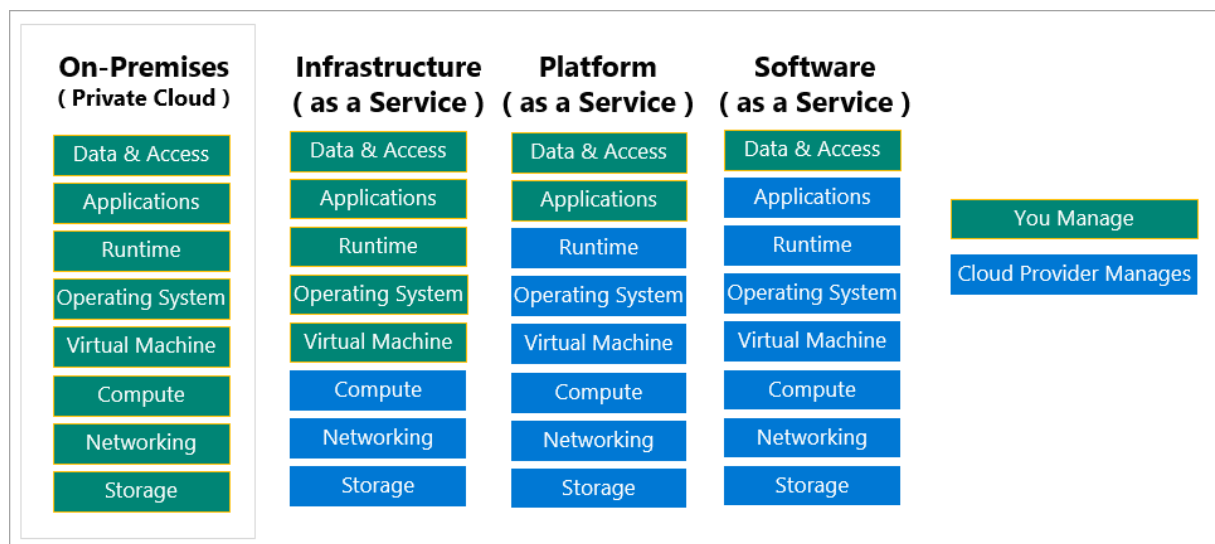 On-Premises
( Private Cloud )
Data & Access
Applications
Runtime
Operating System
Virtual Machine
Compute
Networking
Storage
Infrastructure
( as a Service )
Data & Access
Applications
Runtime
Operating System
Virtual Machine
Compute
Networking
Storage
Platform
( as a Service )
Data & Access
Applications
Runtime
Operating System
Virtual Machine
Compute
Networking
Storage
Software
( as a Service )
Data & Access
Applications
Runtime
Operating System
Virtual Machine
Compute
Networking
Storage
You Manage
Cloud Provider Manages